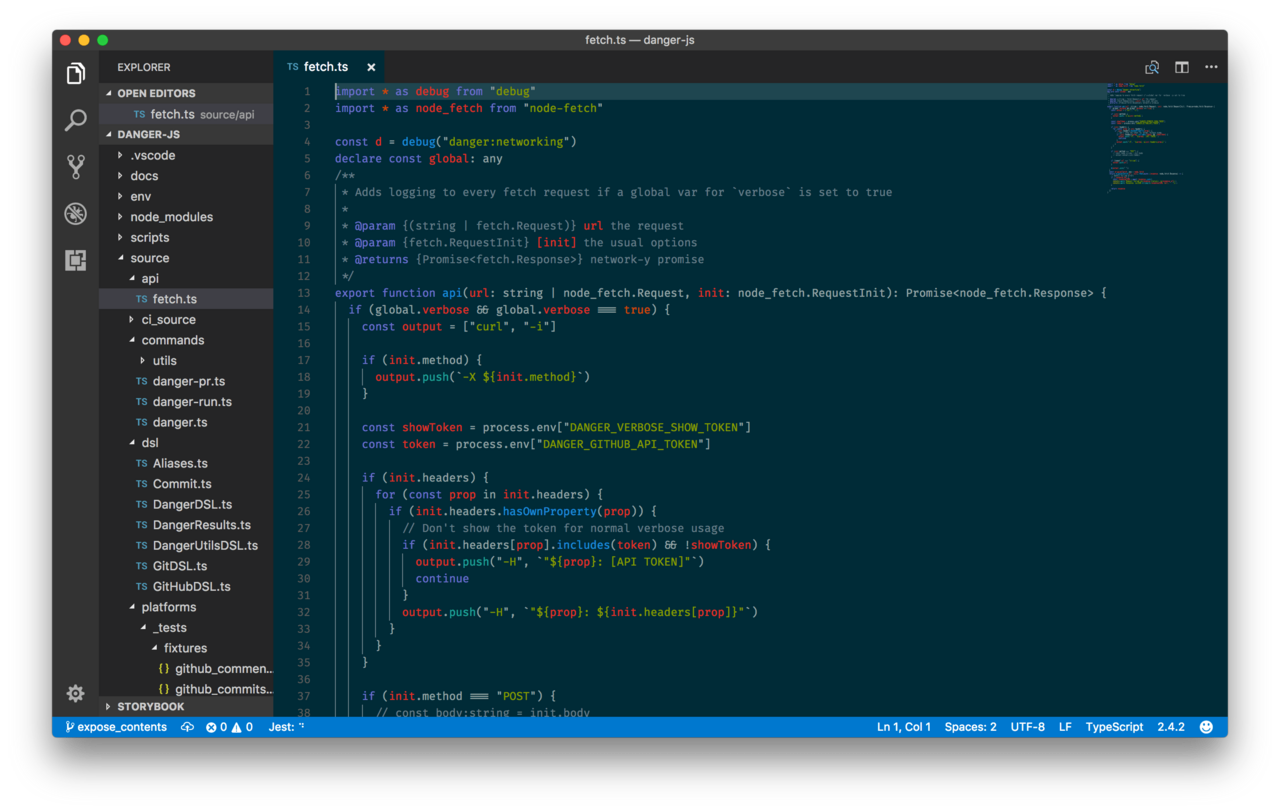 fetch.ts — danger-js
EXPLORER
OPEN EDITORS
TS fetch.ts source/api
DANGER-JS
.vscode
docs
env
node_modules
scripts
source
api
TS fetch.ts
ci_source
commands
utils
TS danger-pr.ts
TS danger-run.ts
TS danger.ts
dsl
TS Aliases.ts
TS Commit.ts
TS DangerDSL.ts
TS DangerResults.ts
TS DangerUtilsDSL.ts
TS GitDSL.ts
TS GitHubDSL.ts
platforms
_tests
fixtures
{} github_commen...
{} github_commits...
STORYBOOK
TS fetch.ts ×
1 import * as debug from "debug"
2 import * as node_fetch from "node-fetch"
3
4 const d = debug("danger:networking")
5 declare const global: any
6 /**
7  * Adds logging to every fetch request if a global var for `verbose` is set to true
8  *
9  * @param {(string | fetch.Request)} url the request
10  * @param {fetch.RequestInit} [init] the usual options
11  * @returns {Promise<fetch.Response>} network-y promise
12  */
13 export function api(url: string | node_fetch.Request, init: node_fetch.RequestInit): Promise<node_fetch.Response> {
14   if (global.verbose && global.verbose === true) {
15     const output = ["curl", "-i"]
16
17     if (init.method) {
18       output.push(`-X ${init.method}`)
19     }
20
21     const showToken = process.env["DANGER_VERBOSE_SHOW_TOKEN"]
22     const token = process.env["DANGER_GITHUB_API_TOKEN"]
23
24     if (init.headers) {
25       for (const prop in init.headers) {
26         if (init.headers.hasOwnProperty(prop)) {
27           // Don't show the token for normal verbose usage
28           if (init.headers[prop].includes(token) && !showToken) {
29             output.push("-H", `"${prop}: [API TOKEN]"`)
30             continue
31           }
32           output.push("-H", `"${prop}: ${init.headers[prop]}"`)
33         }
34       }
35     }
36
37     if (init.method === "POST") {
38       // const body:string = init.body
expose_contents 0 0 Jest: Ln 1, Col 1 Spaces: 2 UTF-8 LF TypeScript 2.4.2